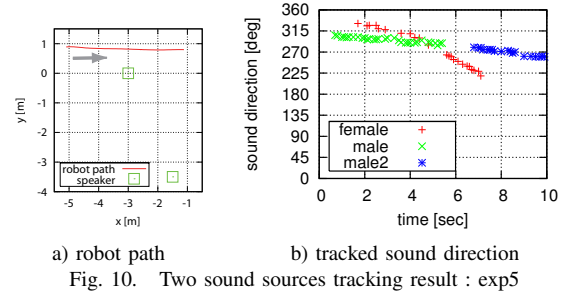 1
0
-1
-2
-3
-4
y [m]
robot path
speaker
-5 -4 -3 -2 -1
x [m]
a) robot path
360
315
270
225
180
135
90
45
0
sound direction [deg]
female
male
male2
0 2 4 6 8 10
time [sec]
b) tracked sound direction
Fig. 10. Two sound sources tracking result : exp5